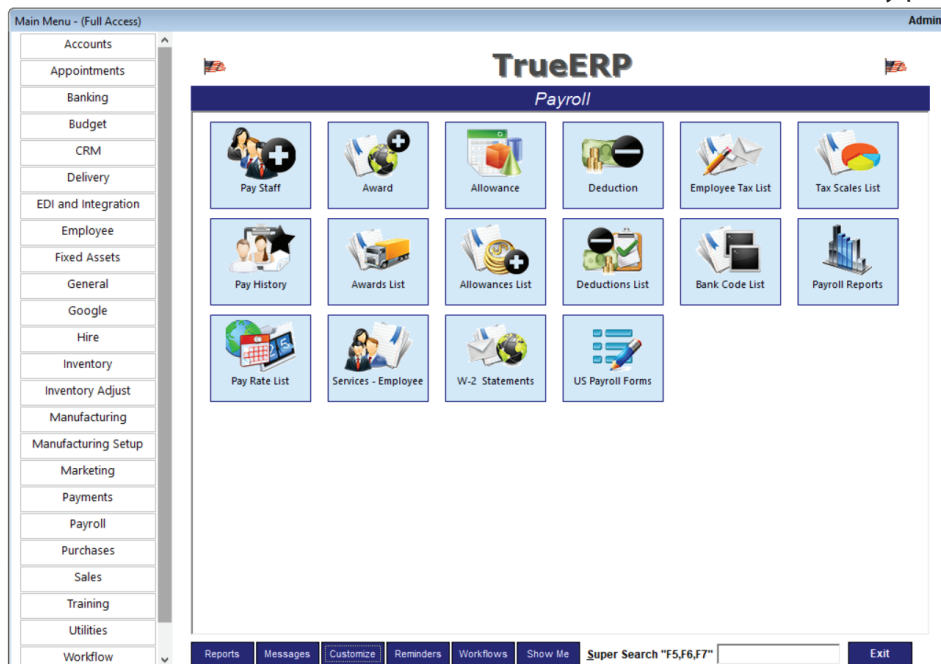 Main Menu - (Full Access)
Admin
Accounts
Appointments
Banking
Budget
CRM
Delivery
EDI and Integration
Employee
Fixed Assets
General
Google
Hire
Inventory
Inventory Adjust
Manufacturing
Manufacturing Setup
Marketing
Payments
Payroll
Purchases
Sales
Training
Utilities
Workflow
TrueERP
Payroll
Pay Staff
Award
Allowance
Deduction
Employee Tax List
Tax Scales List
Pay History
Awards List
Allowances List
Deductions List
Bank Code List
Payroll Reports
Pay Rate List
2 5
Services - Employee
W-2 Statements
US Payroll Forms
Reports
Messages
Customize
Reminders
Workflows
Show Me
Super Search "F5,F6,F7"
Exit